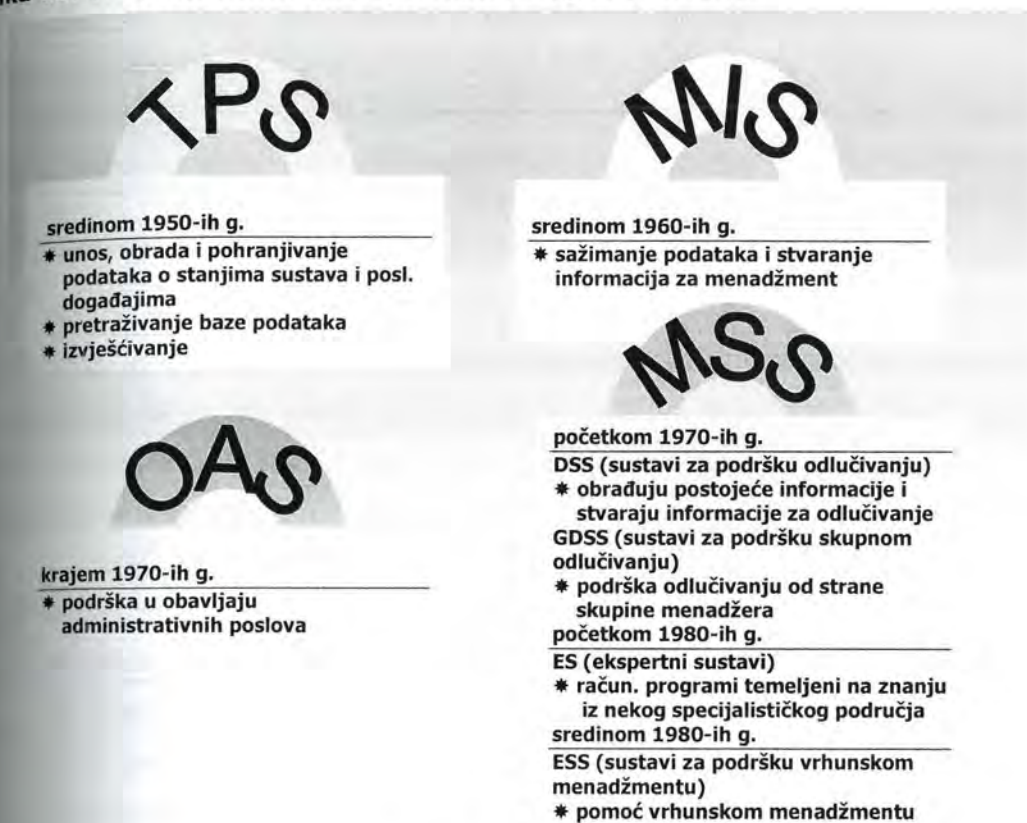 TPS
sredinom 1950-ih g.
* unos, obrada i pohranjivanje
podataka o stanjima sustava i posl.
događajima
* pretraživanje baze podataka
* izvješćivanje
OAS
krajem 1970-ih g.
* podrška u obavljaju
administrativnih poslova
MIS
sredinom 1960-ih g.
* sažimanje podataka i stvaranje
informacija za menadžment
MSS
početkom 1970-ih g.
DSS (sustavi za podršku odlučivanju)
* obrađuju postojeće informacije i
stvaraju informacije za odlučivanje
GDSS (sustavi za podršku skupnom
odlučivanju)
* podrška odlučivanju od strane
skupine menadžera
početkom 1980-ih g.
ES (ekspertni sustavi)
* račun. programi temeljeni na znanju
iz nekog specijalističkog područja
sredinom 1980-ih g.
ESS (sustavi za podršku vrhunskom
menadžmentu)
* pomoć vrhunskom menadžmentu